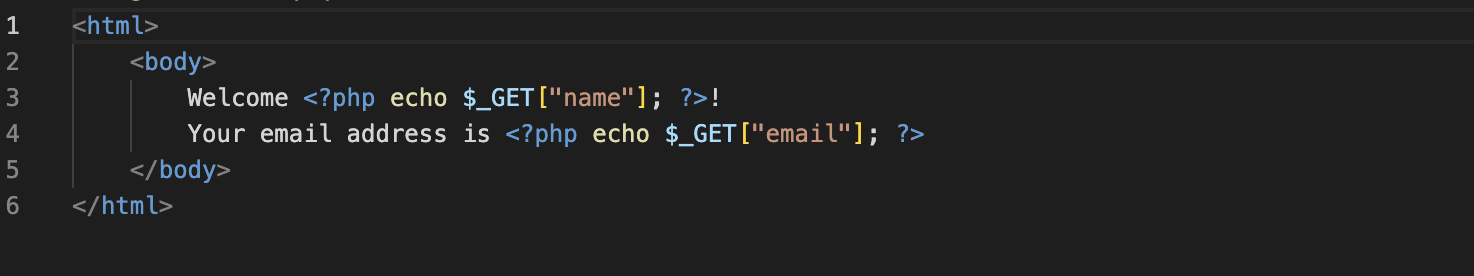 1 <html>
2 <body>
3 Welcome <?php echo $_GET["name"]; ?>!
4 Your email address is <?php echo $_GET["email"]; ?>
5 </body>
6 </html>